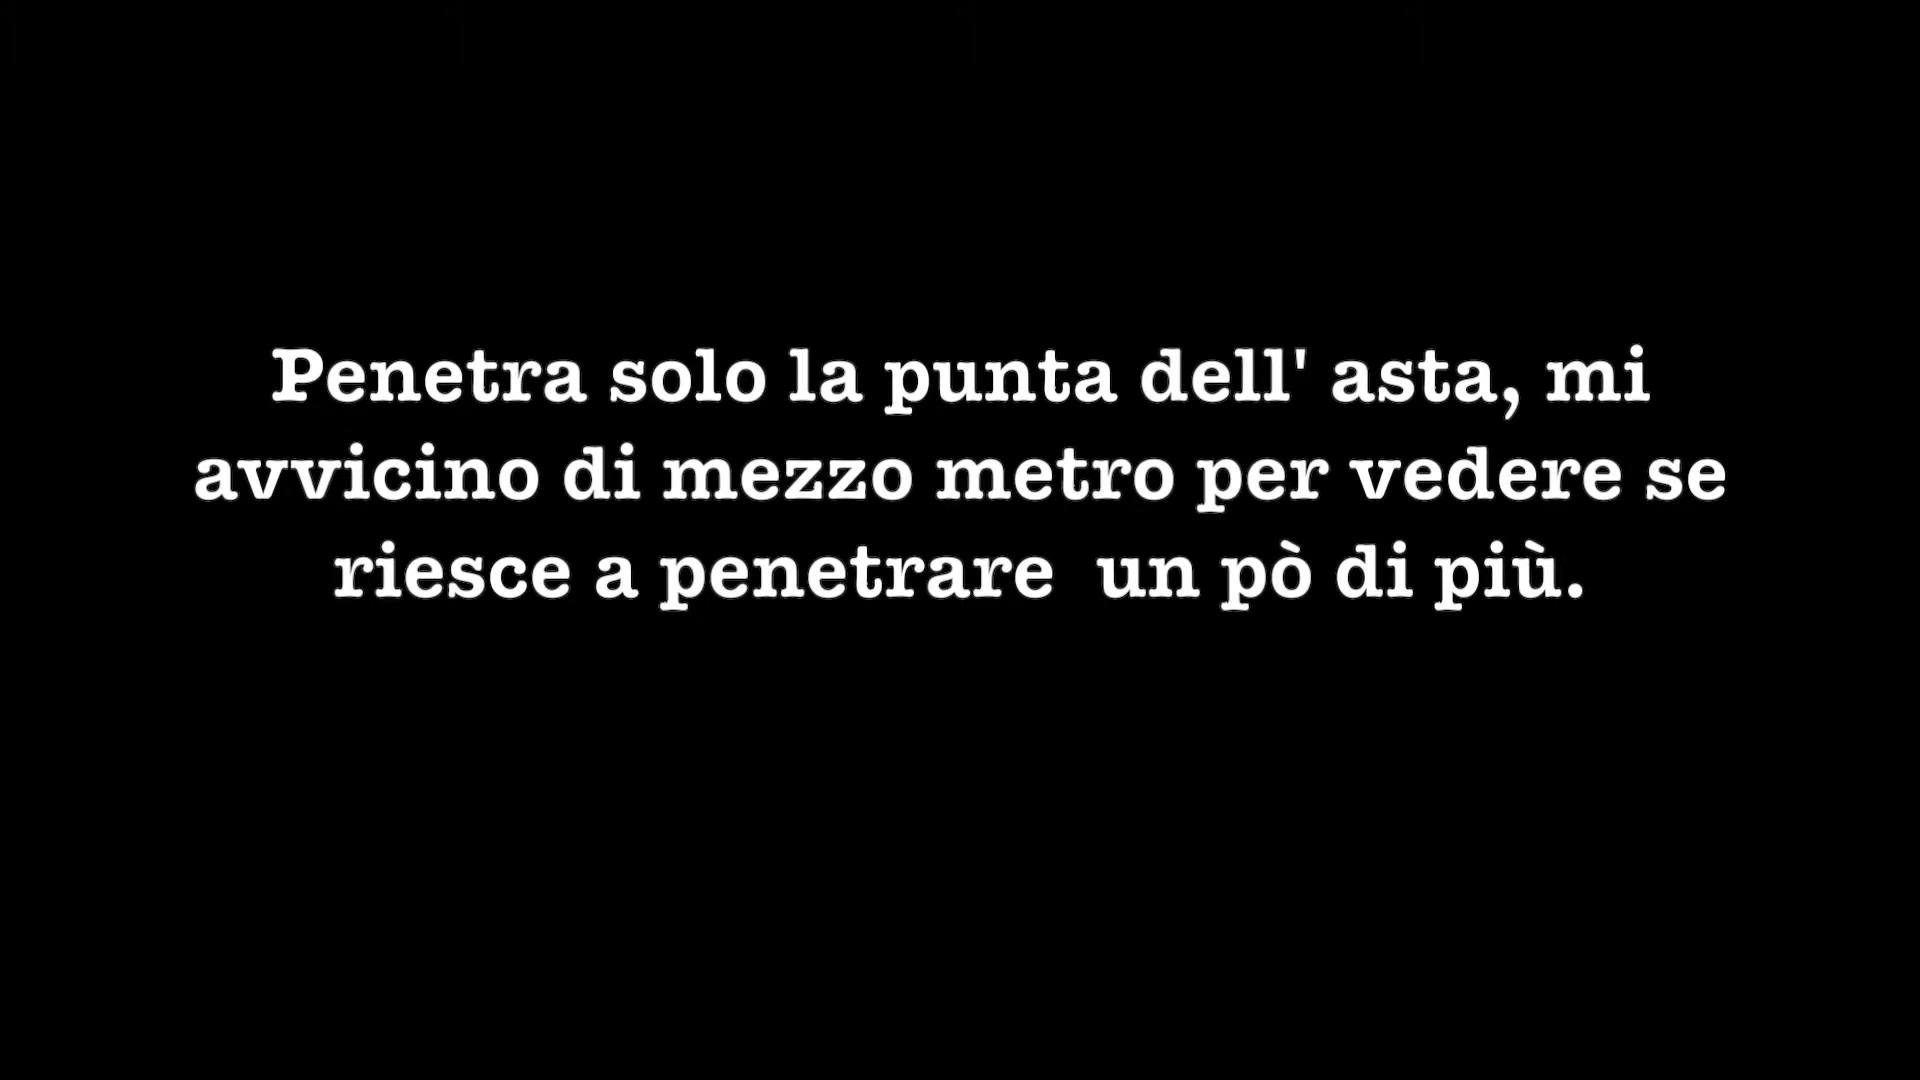 Penetra solo la punta dell' asta, mi
avvicino di mezzo metro per vedere se
riesce a penetrare  un pò di più.